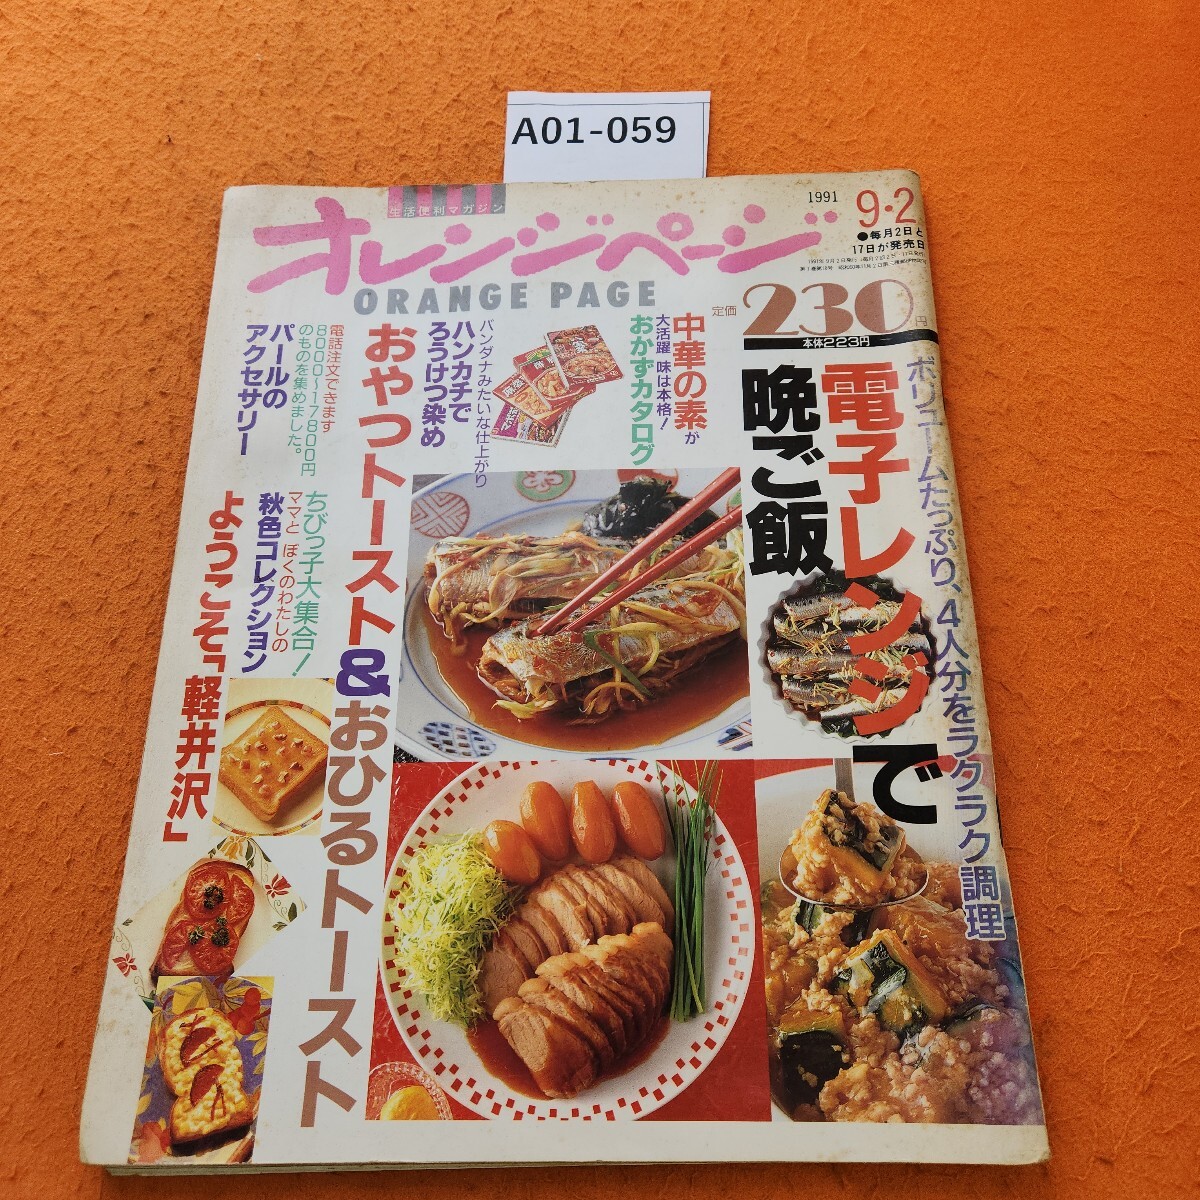 A01-059
生活便利マガジン
オレンジページ
ORANGE PAGE
1991
9・2
●毎月2日と
17日が発売日
定価
230円
本体223円
ボリュームたっぷり、4人分をラクラク調理
電子レンジで
晩ご飯
中華の素が
大活躍 味は本格！
おかずカタログ
バンダナみたいな仕上がり
ハンカチで
ろうけつ染め
おやつトースト&おひるトースト
電話注文できます
8000〜17800円
のものを集めました。
パールの
アクセサリー
ちびっ子大集合！
ママと ぼくのわたしの
秋色コレクション
ようこそ「軽井沢」